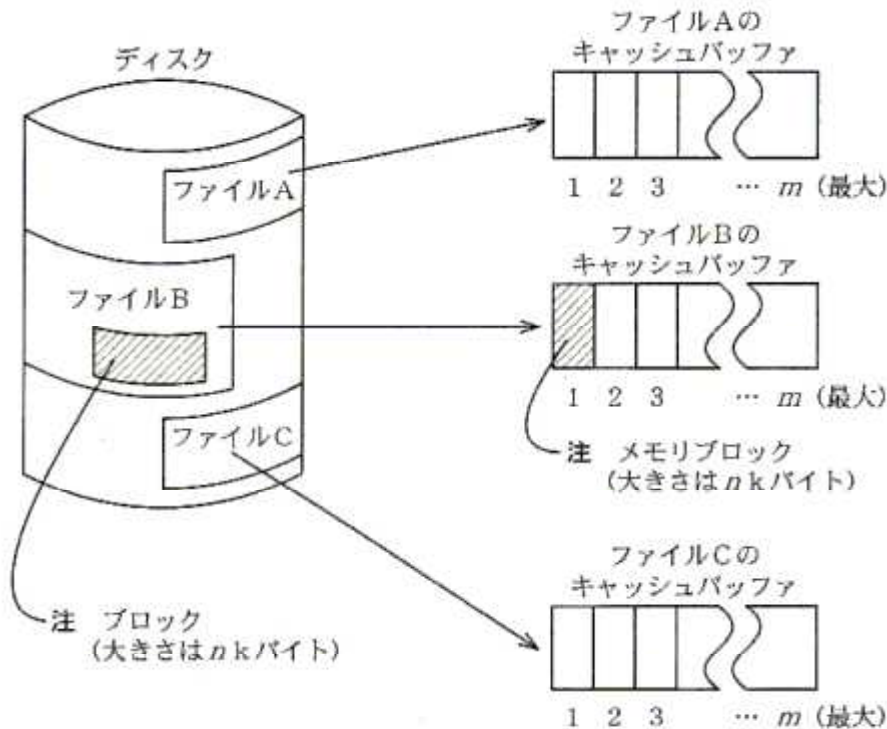 ディスク
ファイルA
ファイルB
ファイルC
注 ブロック
(大きさはnkバイト)
ファイルAの
キャッシュバッファ
1 2 3 … m (最大)
ファイルBの
キャッシュバッファ
1 2 3 … m (最大)
注 メモリブロック
(大きさはnkバイト)
ファイルCの
キャッシュバッファ
1 2 3 … m (最大)